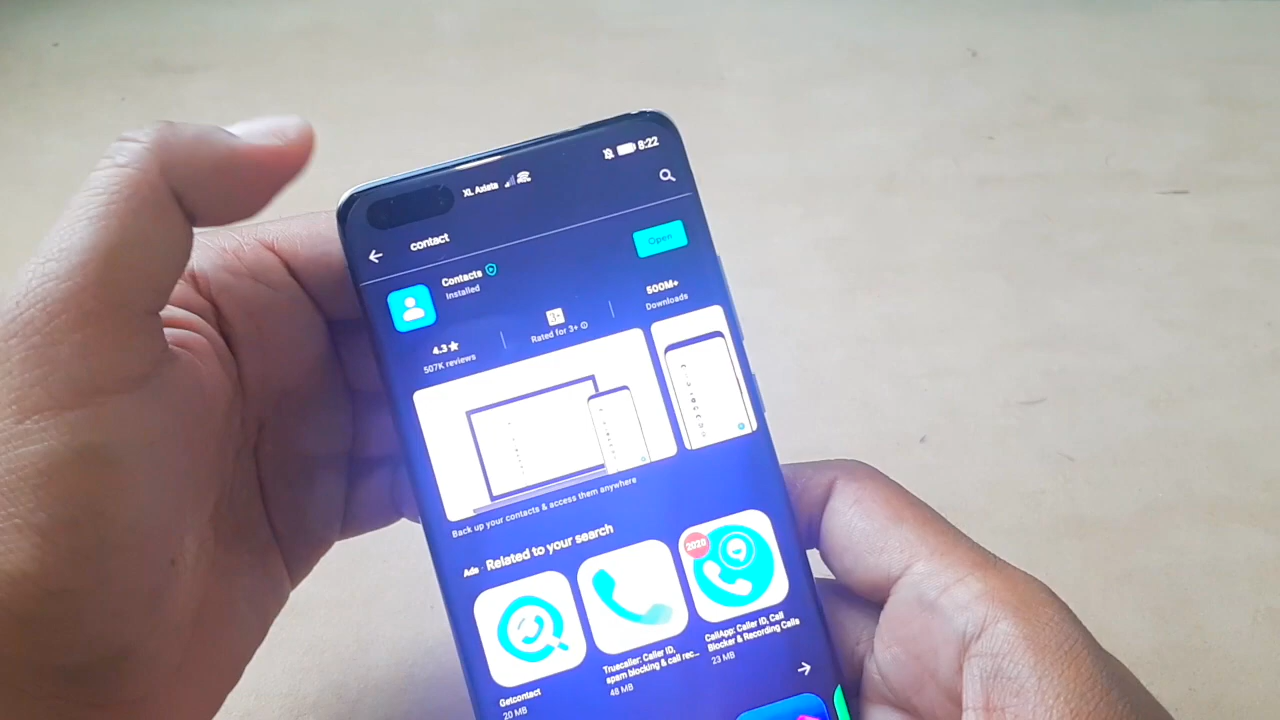 XL Axiata
8:22
contact
Contacts
Installed
Open
4.3★
507K reviews
3+
Rated for 3+
500M+
Downloads
Back up your contacts & access them anywhere
Ads · Related to your search
2020
Getcontact
20 MB
Truecaller: Caller ID,
spam blocking & call rec...
48 MB
CallApp: Caller ID, Call
Blocker & Recording Calls
23 MB